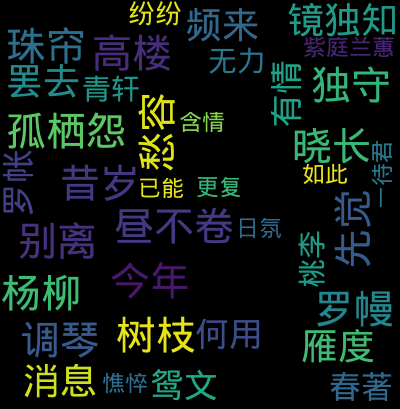 纷纷
频来
镜独知
珠帘
高楼
紫庭兰蕙
无力
罢去
青轩
有情
独守
愁容
孤栖怨
含情
晓长
罗帐
昔岁
已能
更复
如此
一待君
昼不卷
日氛
先觉
别离
桃李
今年
杨柳
罗幔
调琴
树枝
何用
雁度
消息
憔悴
鸳文
春著